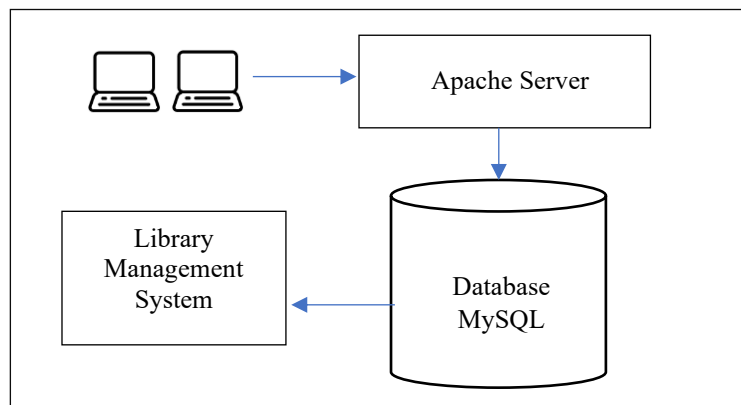 Apache Server
Library
Management
System
Database
MySQL